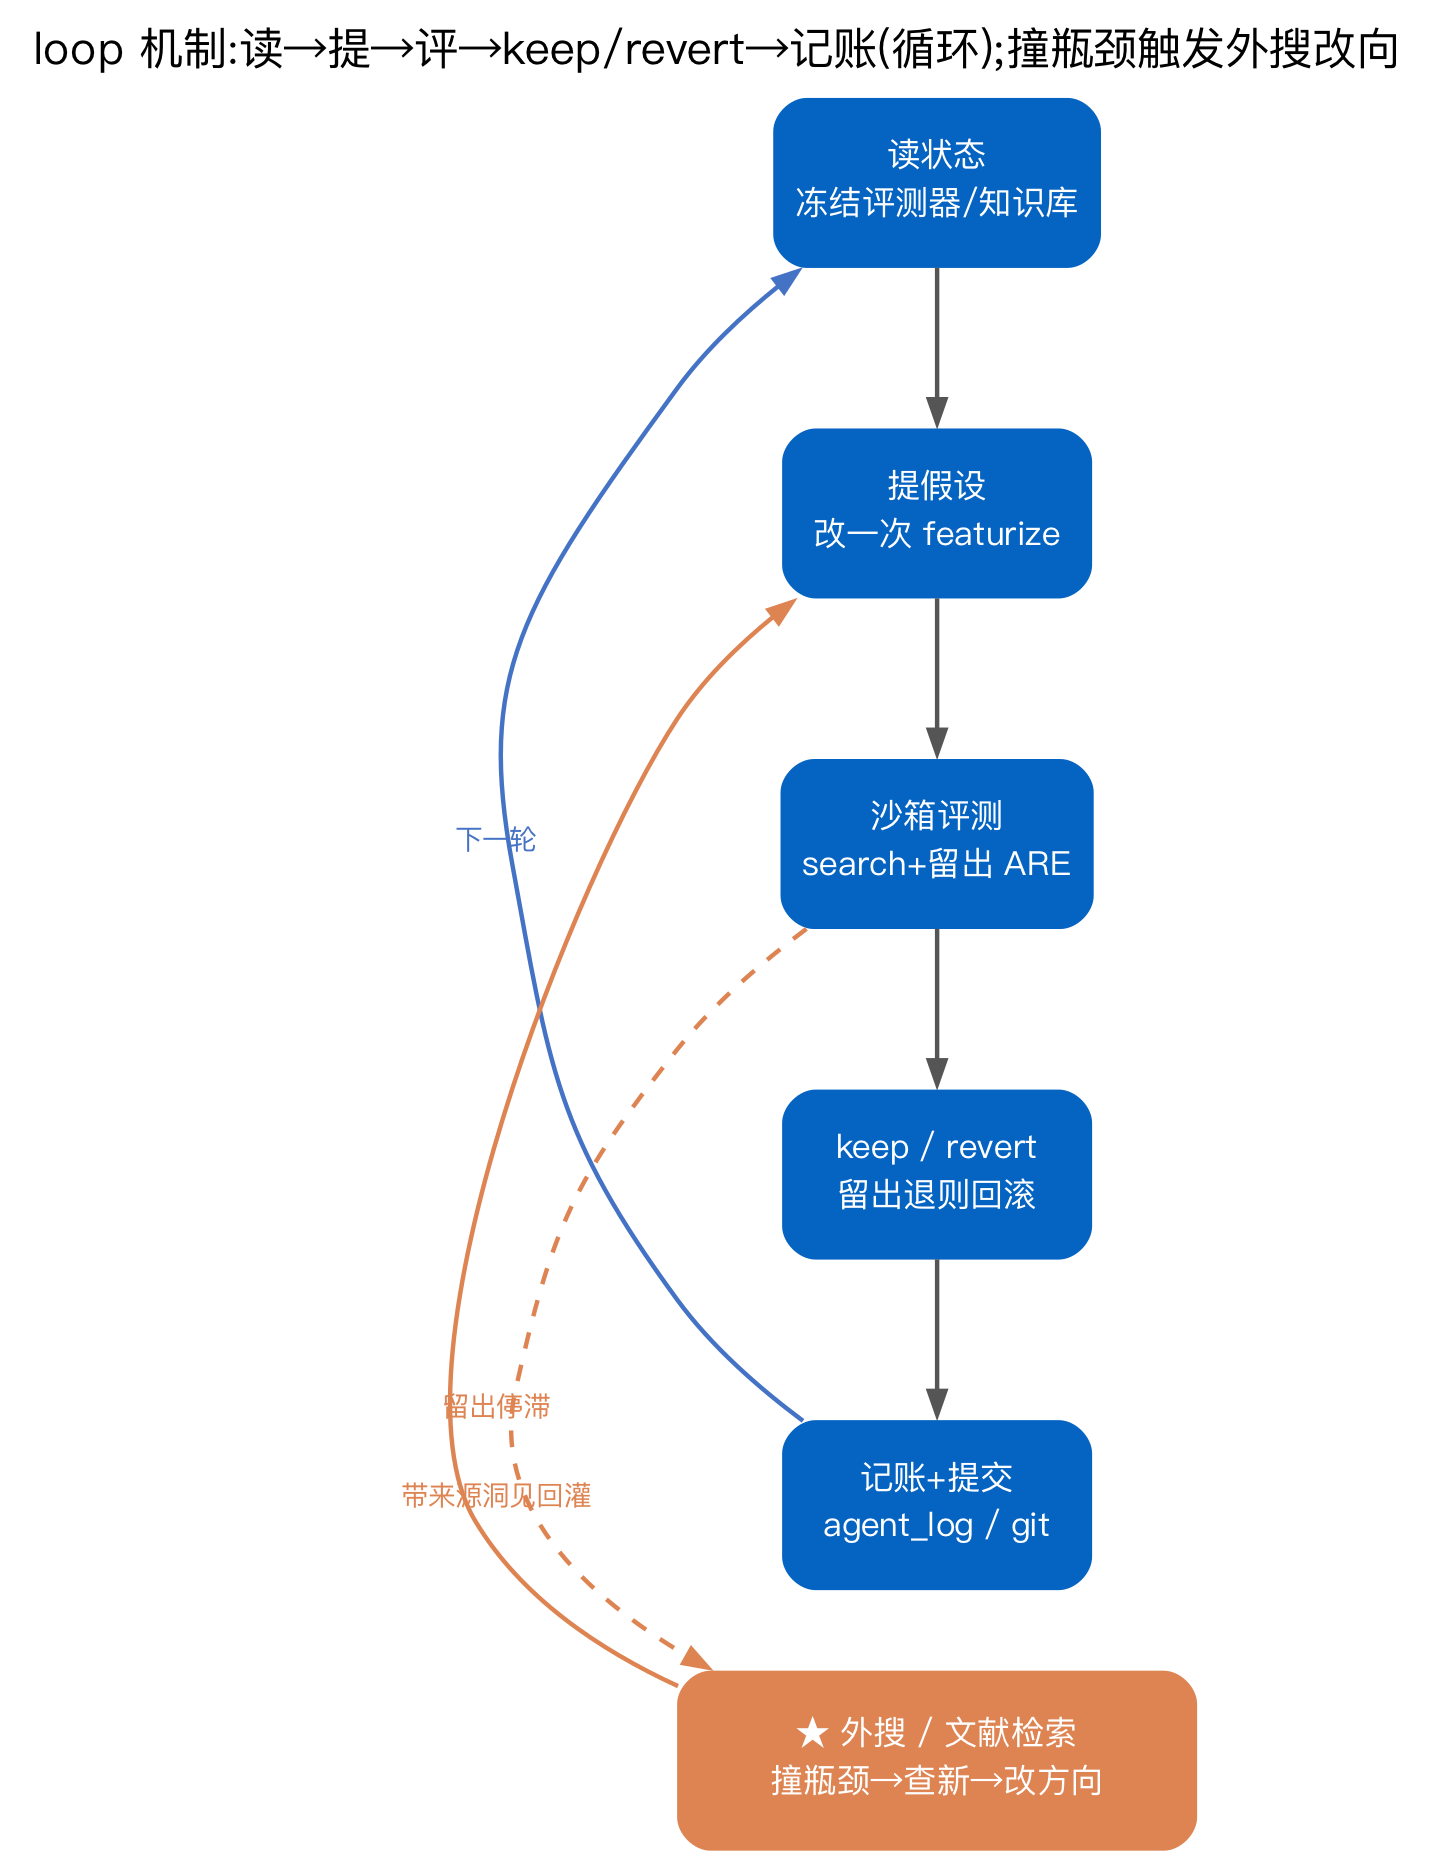 loop 机制:读→提→评→keep/revert→记账(循环);撞瓶颈触发外搜改向
读状态
冻结评测器/知识库
提假设
改一次 featurize
沙箱评测
search+留出 ARE
下一轮
keep / revert
留出退则回滚
留出停滞
记账+提交
agent_log / git
带来源洞见回灌
★ 外搜 / 文献检索
撞瓶颈→查新→改方向